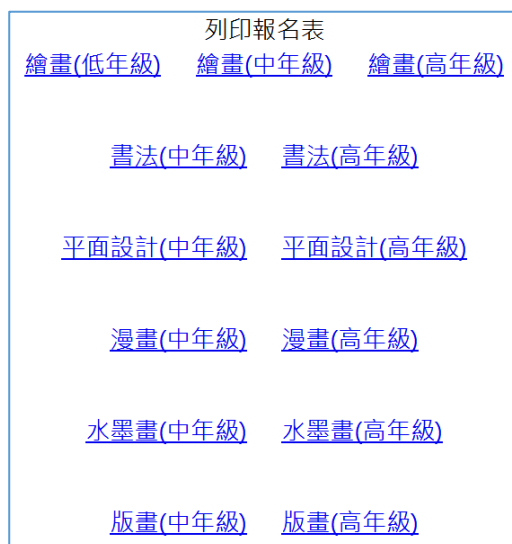 列印報名表
繪畫(低年級) 繪畫(中年級) 繪畫(高年級)
書法(中年級) 書法(高年級)
平面設計(中年級) 平面設計(高年級)
漫畫(中年級) 漫畫(高年級)
水墨畫(中年級) 水墨畫(高年級)
版畫(中年級) 版畫(高年級)